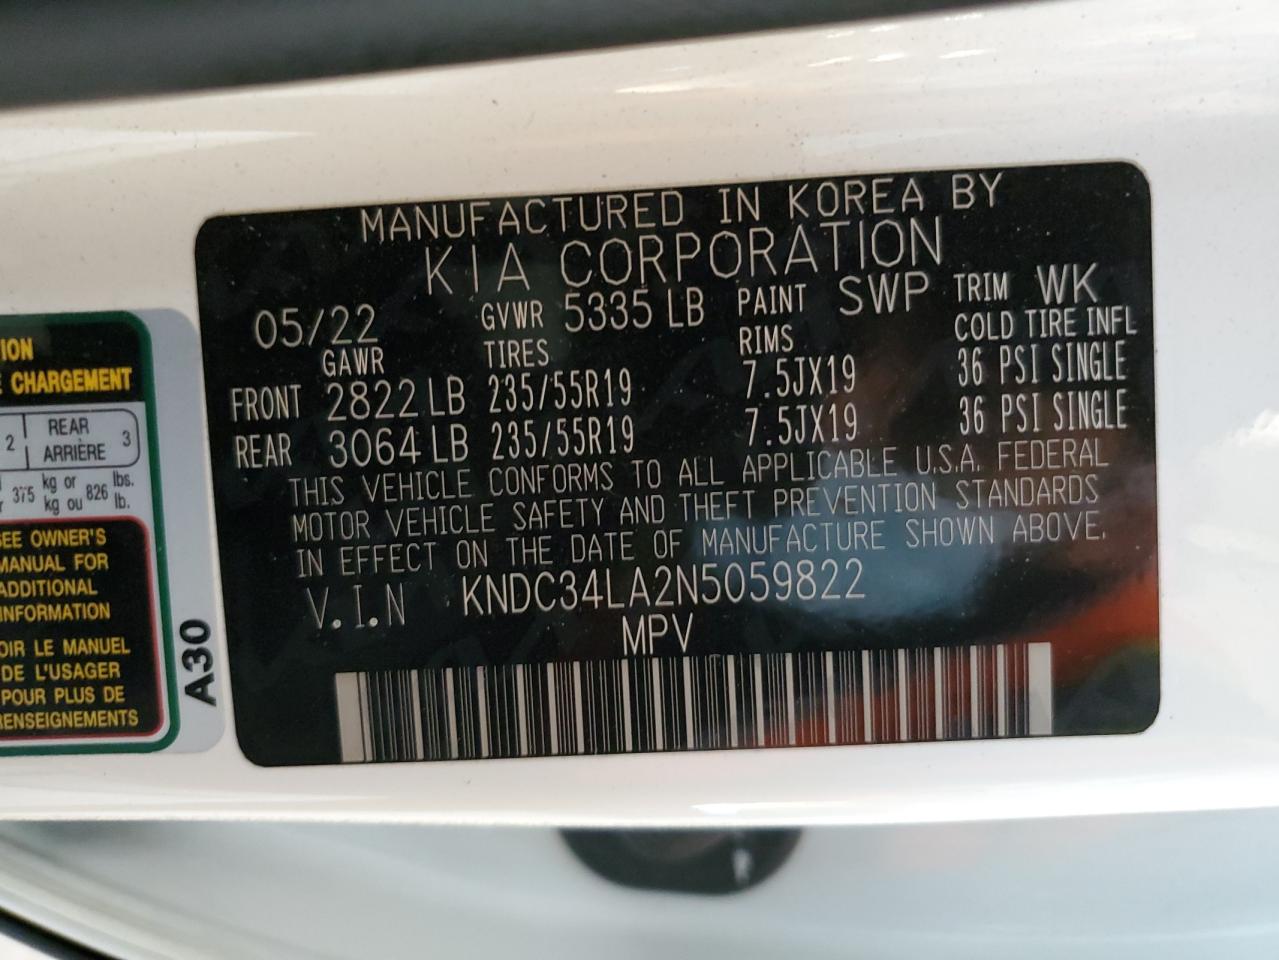 MANUFACTURED IN KOREA BY
KIA CORPORATION
05/22 GVWR 5335 LB PAINT SWP TRIM WK
GAWR TIRES RIMS COLD TIRE INFL
FRONT 2822 LB 235/55R19 7.5JX19 36 PSI SINGLE
REAR 3064 LB 235/55R19 7.5JX19 36 PSI SINGLE
THIS VEHICLE CONFORMS TO ALL APPLICABLE U.S.A. FEDERAL
MOTOR VEHICLE SAFETY AND THEFT PREVENTION STANDARDS
IN EFFECT ON THE DATE OF MANUFACTURE SHOWN ABOVE.
V.I.N KNDC34LA2N5059822
MPV
CHARGEMENT
2 REAR 3
ARRIÈRE
375 kg or 826 lbs.
kg ou lb.
OWNER'S
MANUAL FOR
ADDITIONAL
INFORMATION
LE MANUEL
DE L'USAGER
POUR PLUS DE
RENSEIGNEMENTS
A30